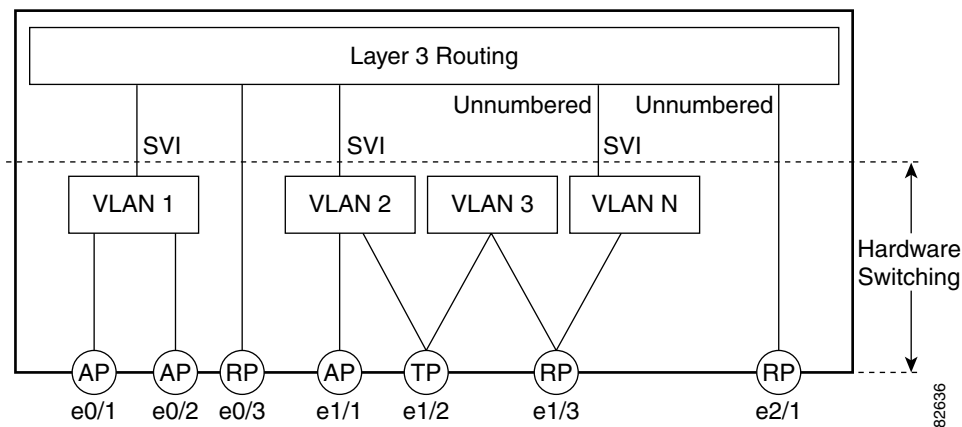 Layer 3 Routing
Unnumbered
Unnumbered
SVI
SVI
SVI
VLAN 1
VLAN 2
VLAN 3
VLAN N
Hardware
Switching
AP
AP
RP
AP
TP
RP
RP
e0/1
e0/2
e0/3
e1/1
e1/2
e1/3
e2/1
82636